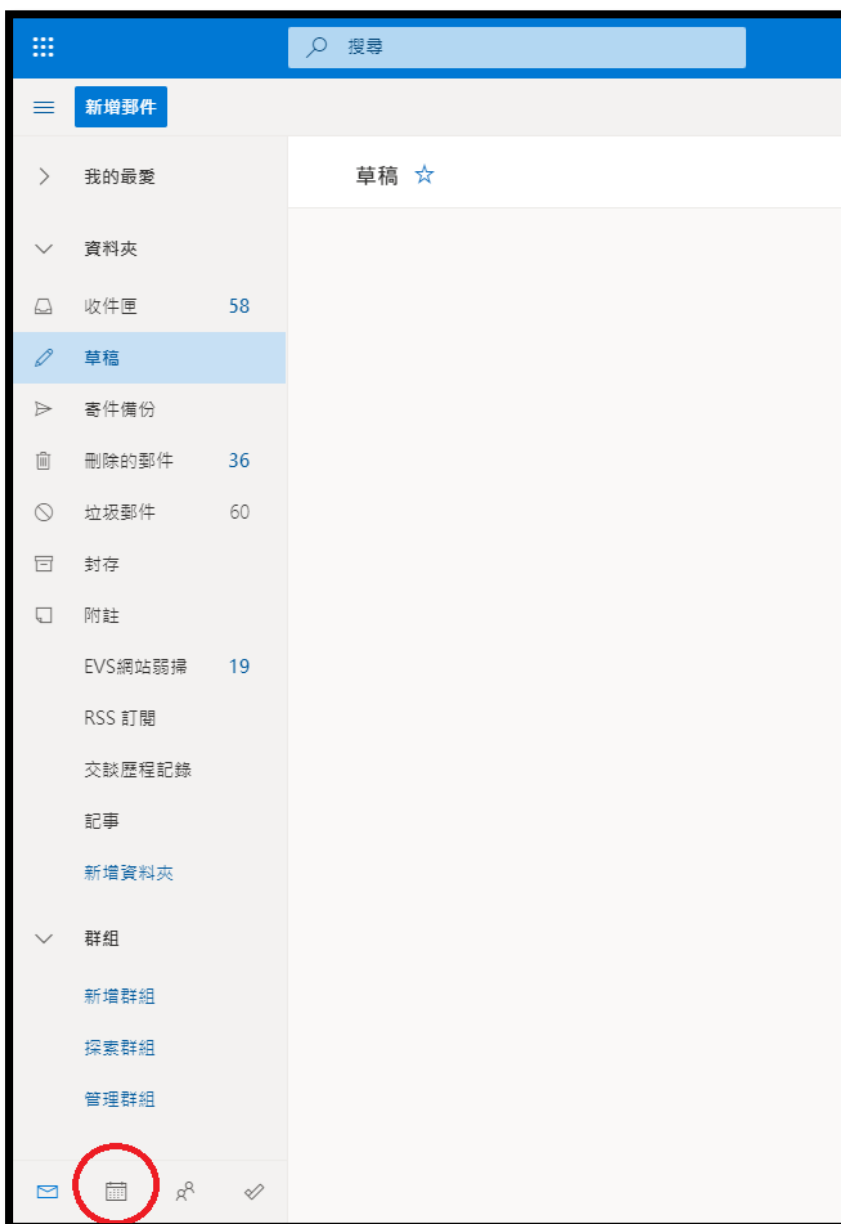 搜尋
新增郵件
我的最愛
草稿
資料夾
收件匣 58
草稿
寄件備份
刪除的郵件 36
垃圾郵件 60
封存
附註
EVS網站弱掃 19
RSS 訂閱
交談歷程記錄
記事
新增資料夾
群組
新增群組
探索群組
管理群組